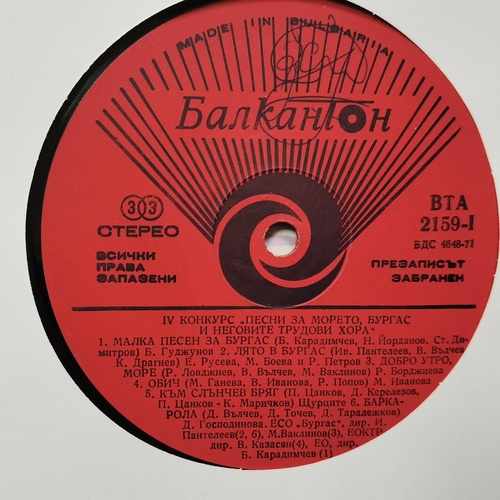 MADE IN BULGARIA
Балкантон
33
СТЕРЕО
ВСИЧКИ
ПРАВА
ЗАПАЗЕНИ
ВТА
2159-I
БДС 4648-71
ПРЕЗАПИСЪТ
ЗАБРАНЕН
IV КОНКУРС „ПЕСНИ ЗА МОРЕТО, БУРГАС
И НЕГОВИТЕ ТРУДОВИ ХОРА“
1. МАЛКА ПЕСЕН ЗА БУРГАС (Б. Карадимчев, Н. Йорданов, Ст. Ди-
митров) Б. Гуджунов 2. ЛЯТО В БУРГАС (Ив. Пантелеев, В. Вълчев
К. Драгнев) Е. Русева, М. Боева и Р. Петров 3. ДОБРО УТРО,
МОРЕ (Р. Ловджиев, В. Вълчев, М. Ваклинов) Р. Борджиева
4. ОБИЧ (М. Ганева, В. Иванова, Р. Попов) М. Иванова
5. КЪМ СЛЪНЧЕВ БРЯГ (П. Цанков, Д. Керелезов,
П. Цанков - К. Маричков) Щурците 6. БАРКА-
РОЛА (Д. Вълчев, Д. Точев, Д. Тараледжков)
Д. Господинова. ЕСО „Бургас“ дир. И.
Пантелеев(2, 6), М.Ваклинов(3), ЕОКТР
дир. В. Казасян(4), ЕО, дир.
Б. Карадимчев (1)